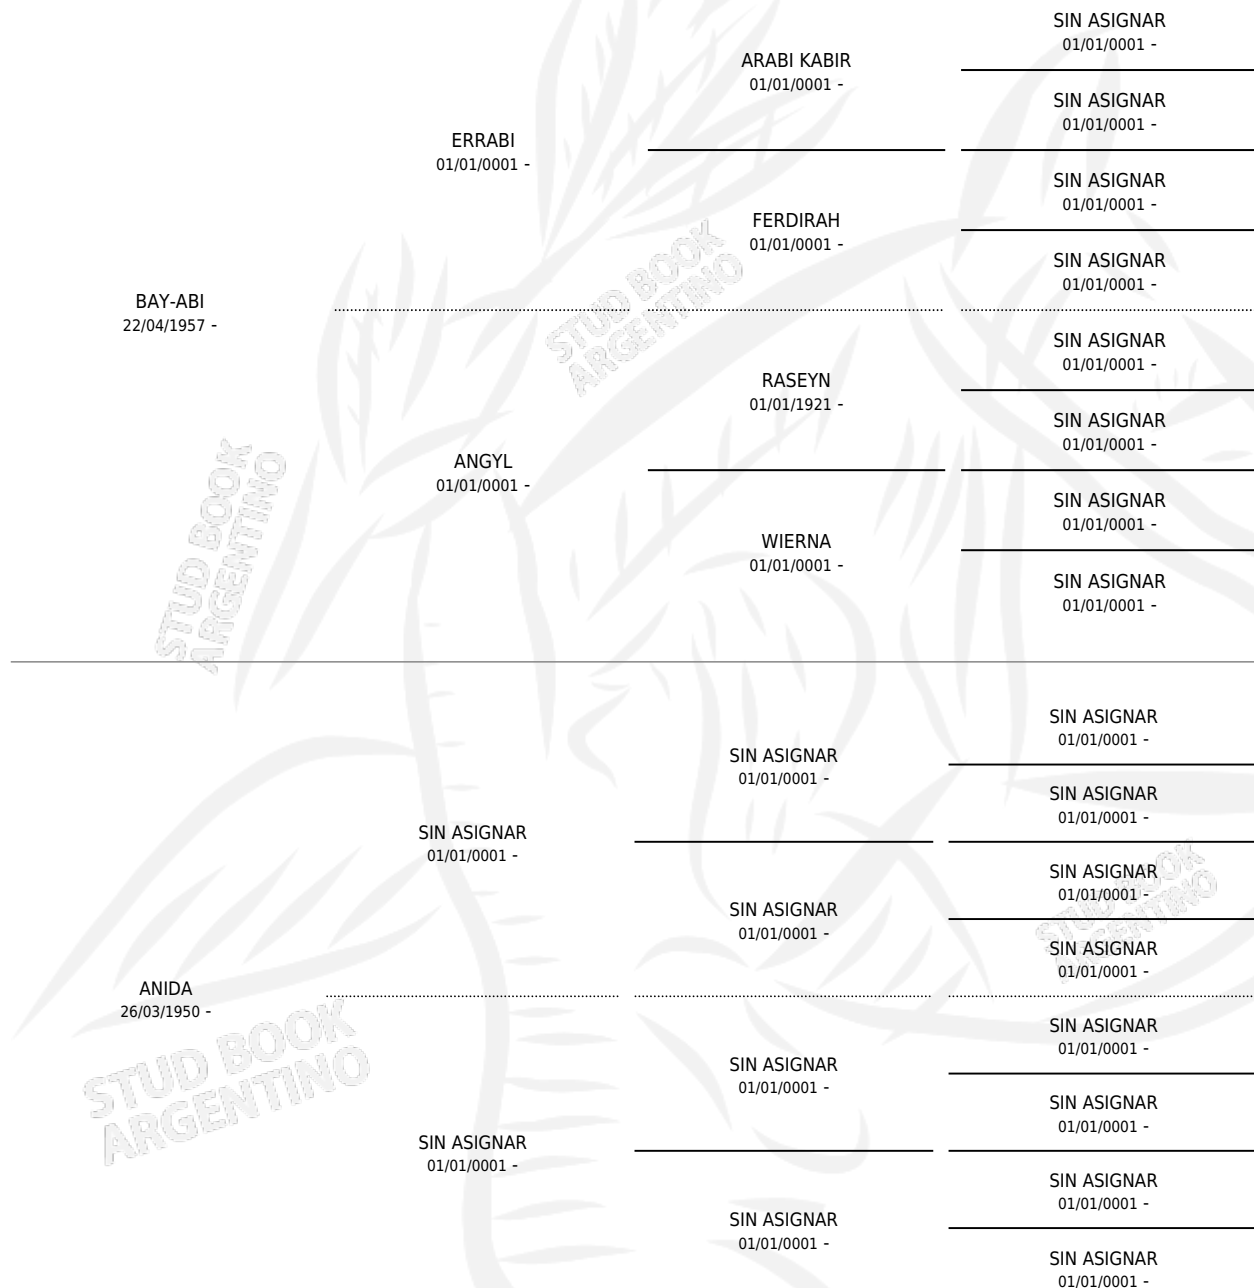 SIN ASIGNAR
01/01/0001 -
ARABI KABIR
01/01/0001 -
SIN ASIGNAR
01/01/0001 -
ERRABI
01/01/0001 -
SIN ASIGNAR
01/01/0001 -
FERDIRAH
01/01/0001 -
SIN ASIGNAR
01/01/0001 -
BAY-ABI
22/04/1957 -
STUD BOOK
ARGENTINO
SIN ASIGNAR
01/01/0001 -
RASEYN
01/01/1921 -
SIN ASIGNAR
01/01/0001 -
ANGYL
01/01/0001 -
SIN ASIGNAR
01/01/0001 -
WIERNA
01/01/0001 -
SIN ASIGNAR
01/01/0001 -
STUD BOOK
ARGENTINO
SIN ASIGNAR
01/01/0001 -
SIN ASIGNAR
01/01/0001 -
SIN ASIGNAR
01/01/0001 -
SIN ASIGNAR
01/01/0001 -
SIN ASIGNAR
01/01/0001 -
SIN ASIGNAR
01/01/0001 -
SIN ASIGNAR
01/01/0001 -
STUD BOOK
ARGENTINO
ANIDA
26/03/1950 -
STUD BOOK
ARGENTINO
SIN ASIGNAR
01/01/0001 -
SIN ASIGNAR
01/01/0001 -
SIN ASIGNAR
01/01/0001 -
SIN ASIGNAR
01/01/0001 -
SIN ASIGNAR
01/01/0001 -
SIN ASIGNAR
01/01/0001 -
SIN ASIGNAR
01/01/0001 -